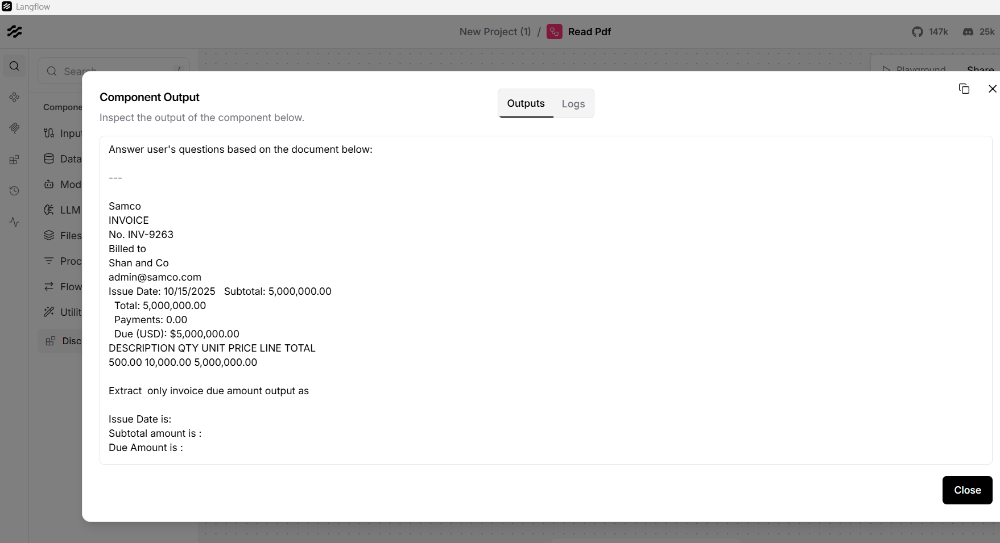 Langflow
New Project (1) / Read Pdf
147k
25k
Search
/
Playground
Share
Compone
Input
Data
Mod
LLM
Files
Proc
Flow
Utilit
Disc
Component Output
Inspect the output of the component below.
Outputs
Logs
Answer user's questions based on the document below:
---
Samco
INVOICE
No. INV-9263
Billed to
Shan and Co
admin@samco.com
Issue Date: 10/15/2025   Subtotal: 5,000,000.00
Total: 5,000,000.00
Payments: 0.00
Due (USD): $5,000,000.00
DESCRIPTION QTY UNIT PRICE LINE TOTAL
500.00 10,000.00 5,000,000.00
Extract  only invoice due amount output as
Issue Date is:
Subtotal amount is :
Due Amount is :
Close